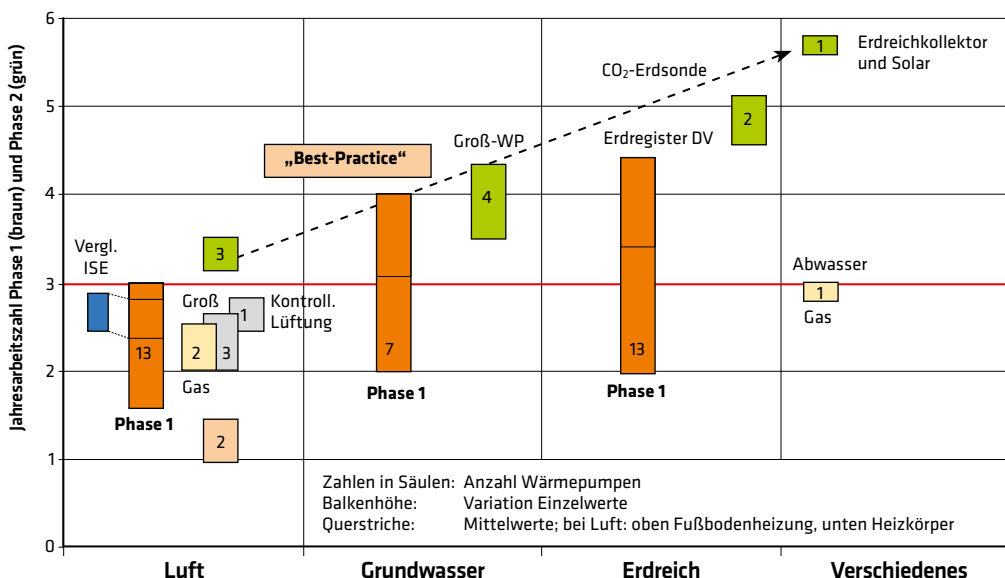 Jahresarbeitszahl Phase 1 (braun) und Phase 2 (grün)
6
5
4
3
2
1
0
Vergl.
ISE
13
Phase 1
3
Groß
2
3
1
Kontroll.
Lüftung
Gas
2
„Best-Practice“
7
Phase 1
Groß-WP
4
CO₂-Erdsonde
Erdregister DV
13
Phase 1
2
1
Erdreichkollektor
und Solar
Abwasser
1
Gas
Zahlen in Säulen: Anzahl Wärmepumpen
Balkenhöhe: Variation Einzelwerte
Querstriche: Mittelwerte; bei Luft: oben Fußbodenheizung, unten Heizkörper
Luft
Grundwasser
Erdreich
Verschiedenes